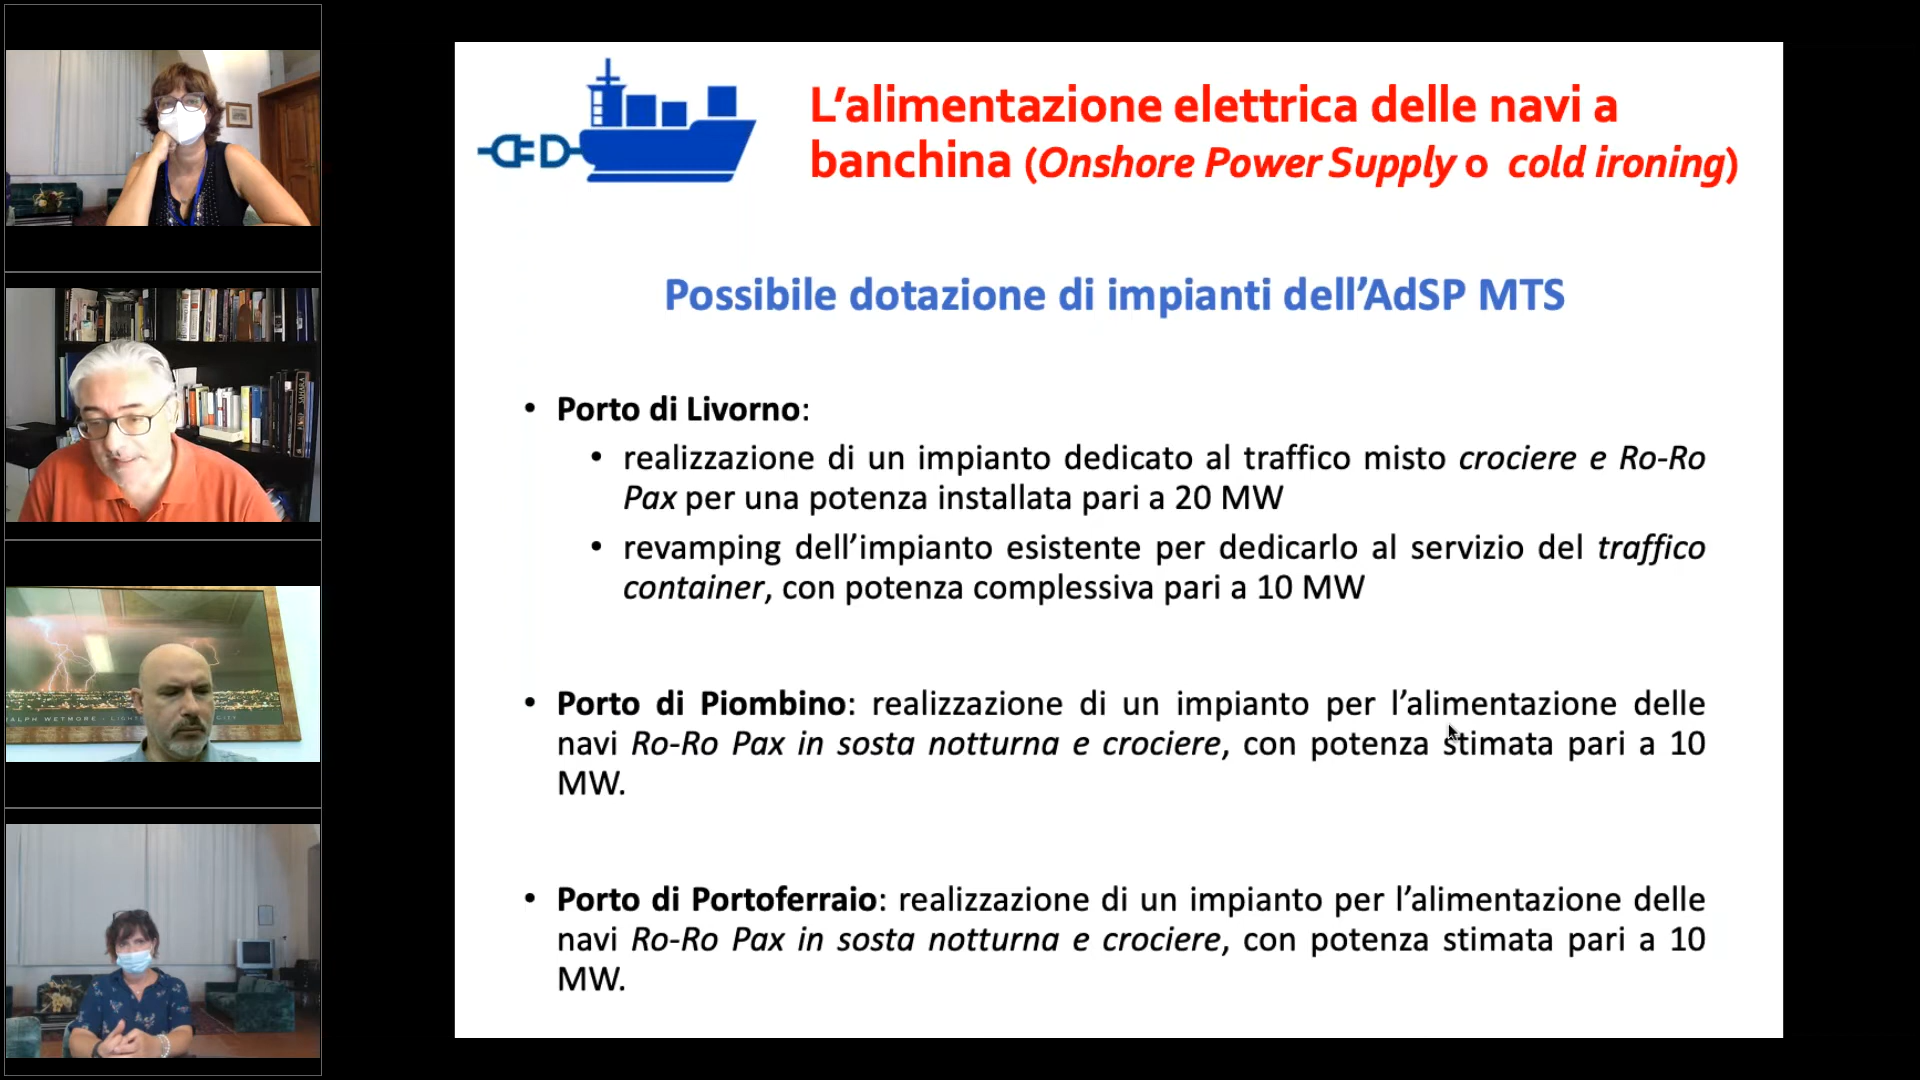 L'alimentazione elettrica delle navi a
banchina (Onshore Power Supply o cold ironing)
Possibile dotazione di impianti dell'AdSP MTS
• Porto di Livorno:
• realizzazione di un impianto dedicato al traffico misto crociere e Ro-Ro
Pax per una potenza installata pari a 20 MW
• revamping dell'impianto esistente per dedicarlo al servizio del traffico
container, con potenza complessiva pari a 10 MW
• Porto di Piombino: realizzazione di un impianto per l'alimentazione delle
navi Ro-Ro Pax in sosta notturna e crociere, con potenza stimata pari a 10
MW.
• Porto di Portoferraio: realizzazione di un impianto per l'alimentazione delle
navi Ro-Ro Pax in sosta notturna e crociere, con potenza stimata pari a 10
MW.
SAHARA
WETMORE